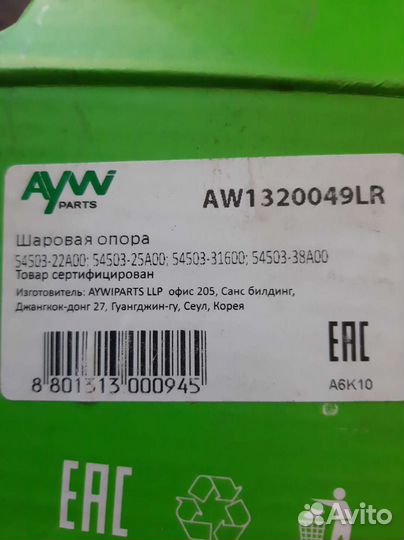 AYWI
PARTS
AW1320049LR
Шаровая опора
54503-22A00; 54503-25A00; 54503-31600; 54503-38A00
Товар сертифицирован
Изготовитель: AYWIPARTS LLP офис 205, Санс билдинг,
Джангкок-донг 27, Гуангджин-гу, Сеул, Корея
EAC
8 801313 000945
A6K10
EAC
Avito